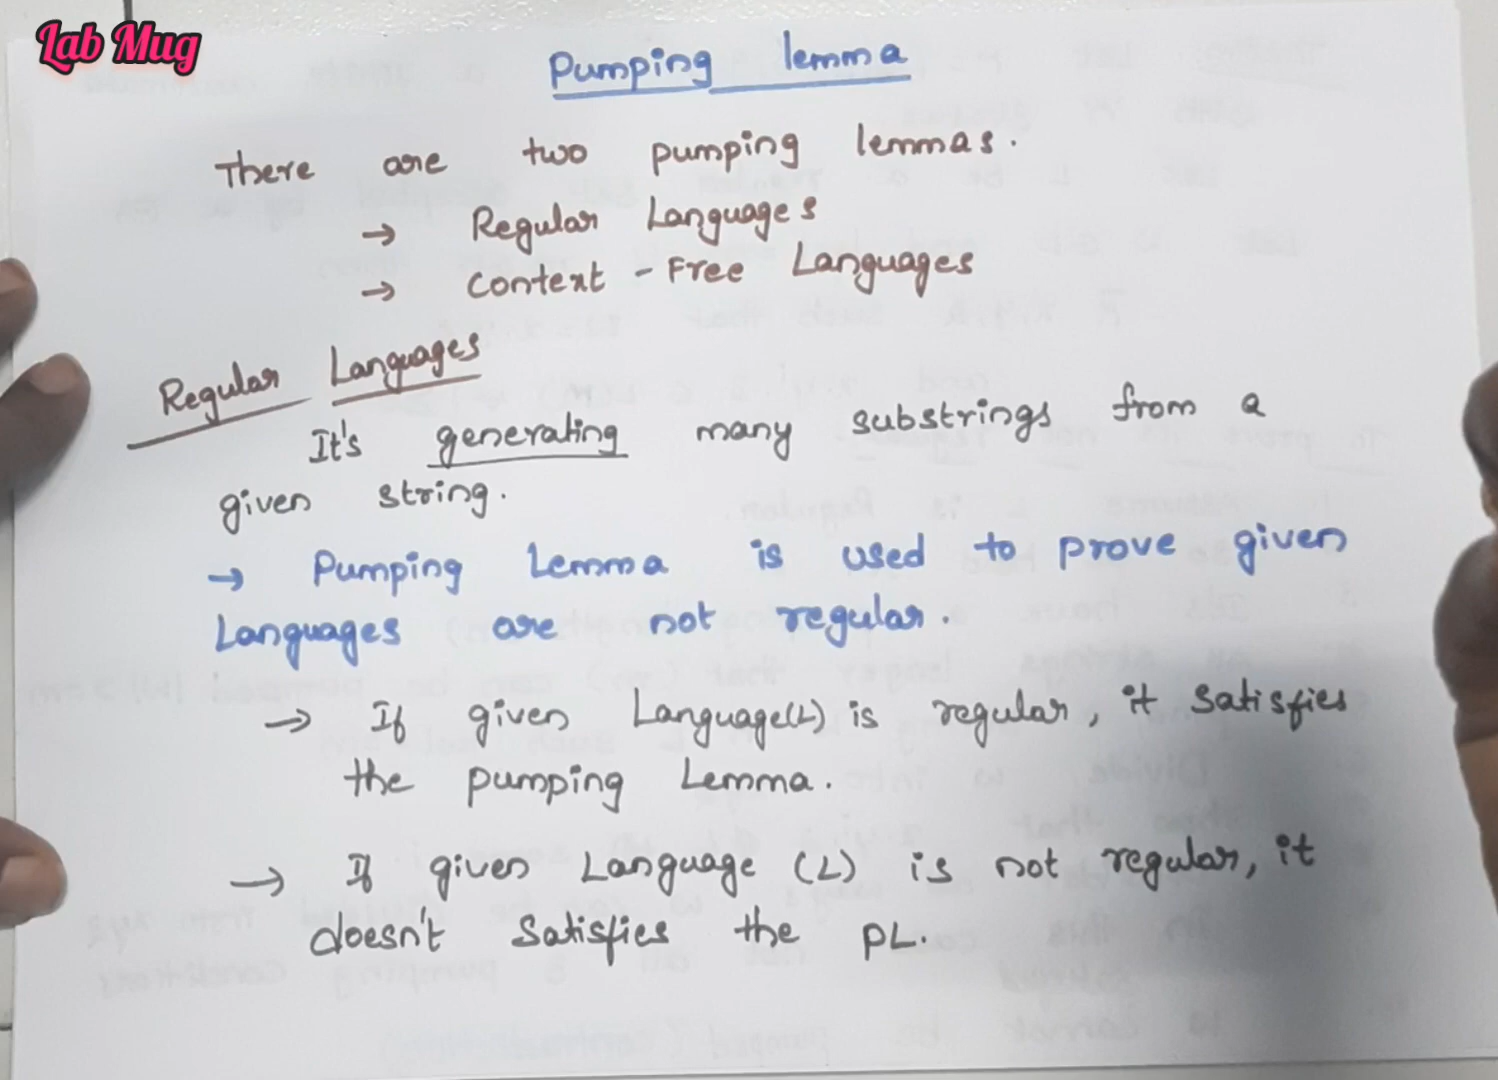 Lab Mug
Pumping lemma
There are two pumping lemmas.
→ Regular Languages
→ Context - Free Languages
Regular Languages
It's generating many substrings from a
given string.
→ Pumping Lemma is used to prove given
Languages are not regular.
→ If given Language(L) is regular, it satisfies
the pumping Lemma.
→ If given Language (L) is not regular, it
doesn't satisfies the PL.